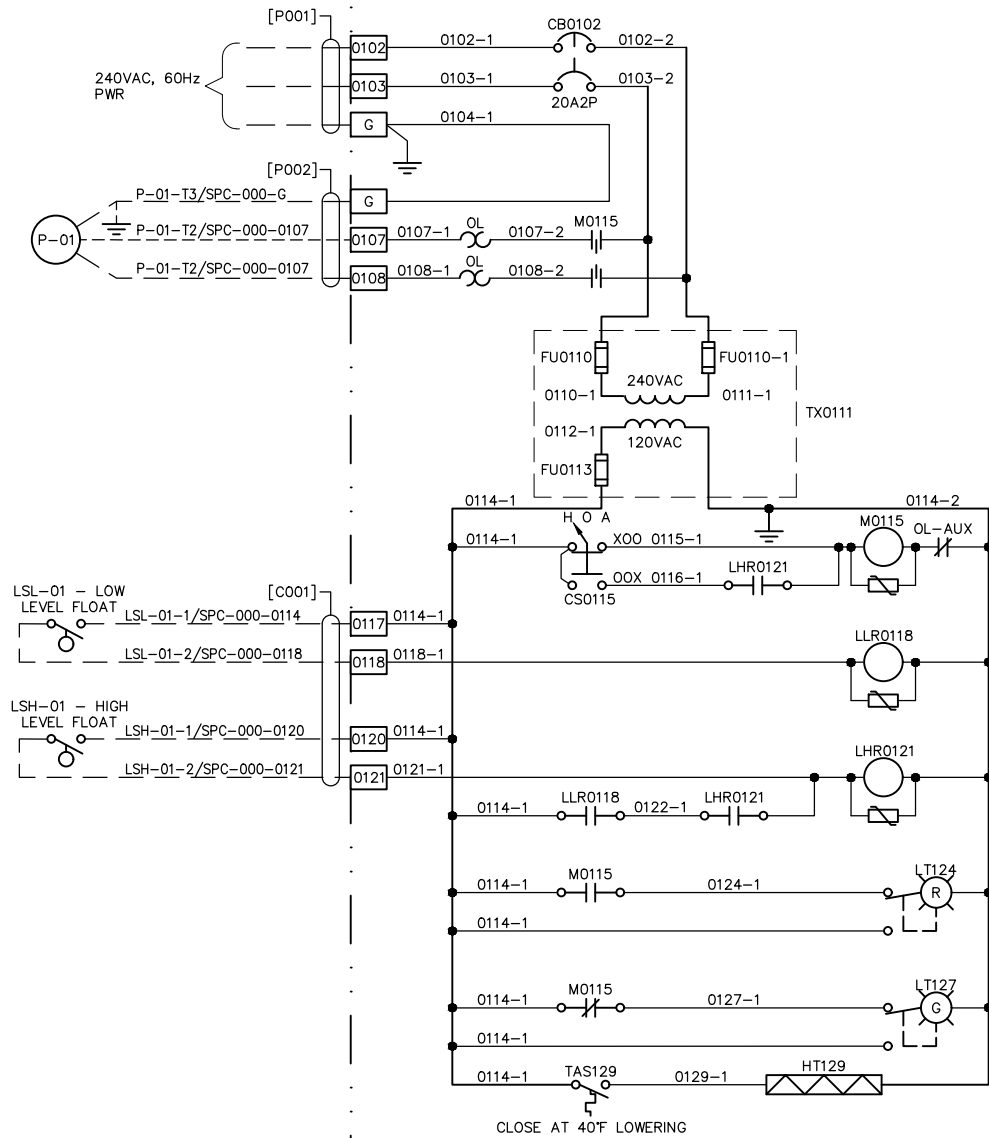 [P001]
CB0102
0102
0102-1
0102-2
240VAC, 60Hz
PWR
0103
0103-1
0103-2
20A2P
G
0104-1
[P002]
P-01-T3/SPC-000-G
G
P-01
P-01-T2/SPC-000-0107
0107
0107-1
OL
0107-2
M0115
P-01-T2/SPC-000-0107
0108
0108-1
OL
0108-2
FU0110
FU0110-1
240VAC
0110-1
0111-1
TX0111
0112-1
120VAC
FU0113
0114-1
0114-2
H O A
M0115
OL-AUX
0114-1
XOO 0115-1
OOX 0116-1
LHR0121
CS0115
LSL-01 - LOW
LEVEL FLOAT
[C001]
LSL-01-1/SPC-000-0114
0117
0114-1
LLR0118
LSL-01-2/SPC-000-0118
0118
0118-1
LSH-01 - HIGH
LEVEL FLOAT
LSH-01-1/SPC-000-0120
0120
0114-1
LHR0121
LSH-01-2/SPC-000-0121
0121
0121-1
0114-1
LLR0118
0122-1
LHR0121
0114-1
M0115
0124-1
LT124
R
0114-1
0114-1
M0115
0127-1
LT127
G
0114-1
0114-1
TAS129
0129-1
HT129
CLOSE AT 40°F LOWERING